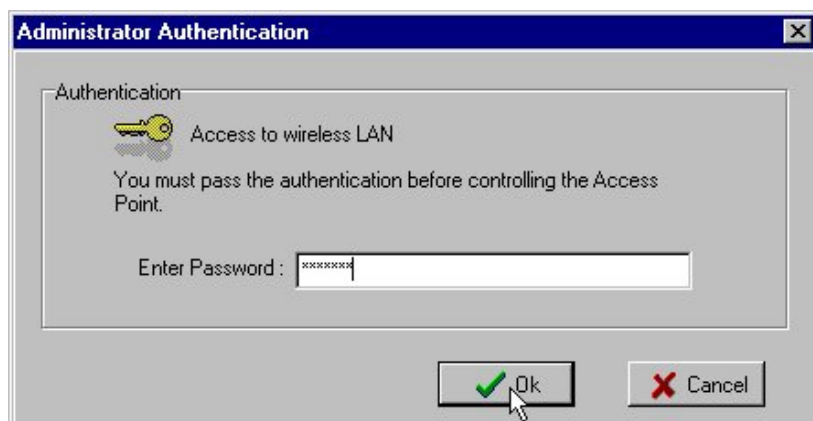 Administrator Authentication
Authentication
Access to wireless LAN
You must pass the authentication before controlling the Access
Point.
Enter Password : *******
Ok
Cancel